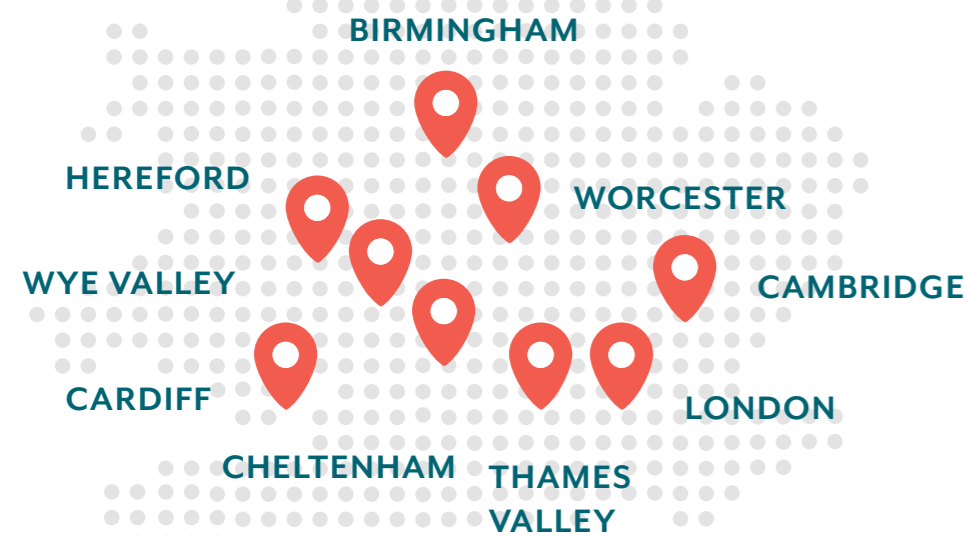 BIRMINGHAM
HEREFORD
WORCESTER
WYE VALLEY
CAMBRIDGE
CARDIFF
LONDON
CHELTENHAM
THAMES
VALLEY